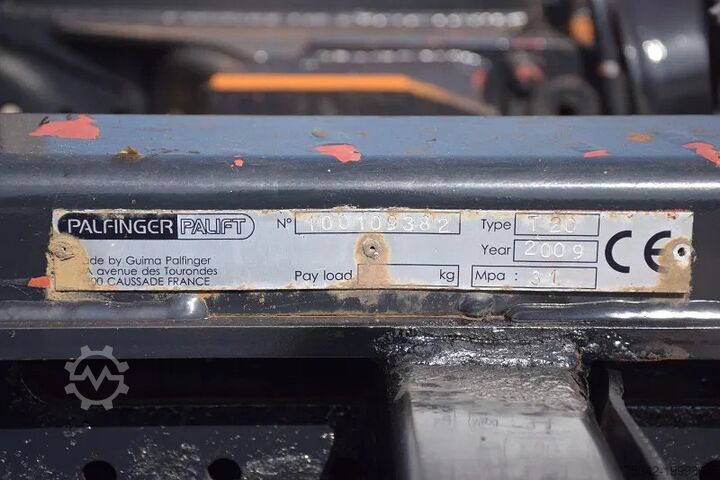 PALFINGER PALIFT
N° 100109382
Type T 20
Year 2009
Pay load kg
Mpa : 31
CE
ade by Guima Palfinger
avenue des Tourondes
00 CAUSSADE FRANCE